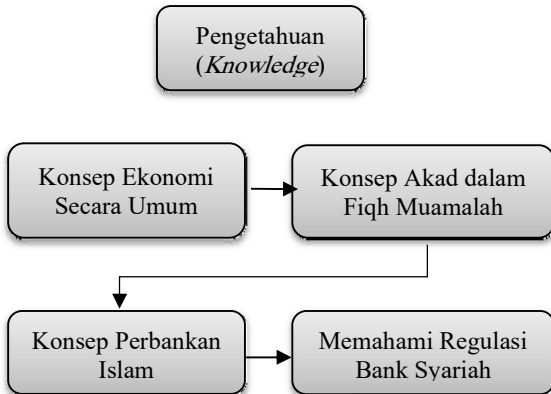 Pengetahuan
(Knowledge)
Konsep Ekonomi
Secara Umum
Konsep Akad dalam
Fiqh Muamalah
Konsep Perbankan
Islam
Memahami Regulasi
Bank Syariah